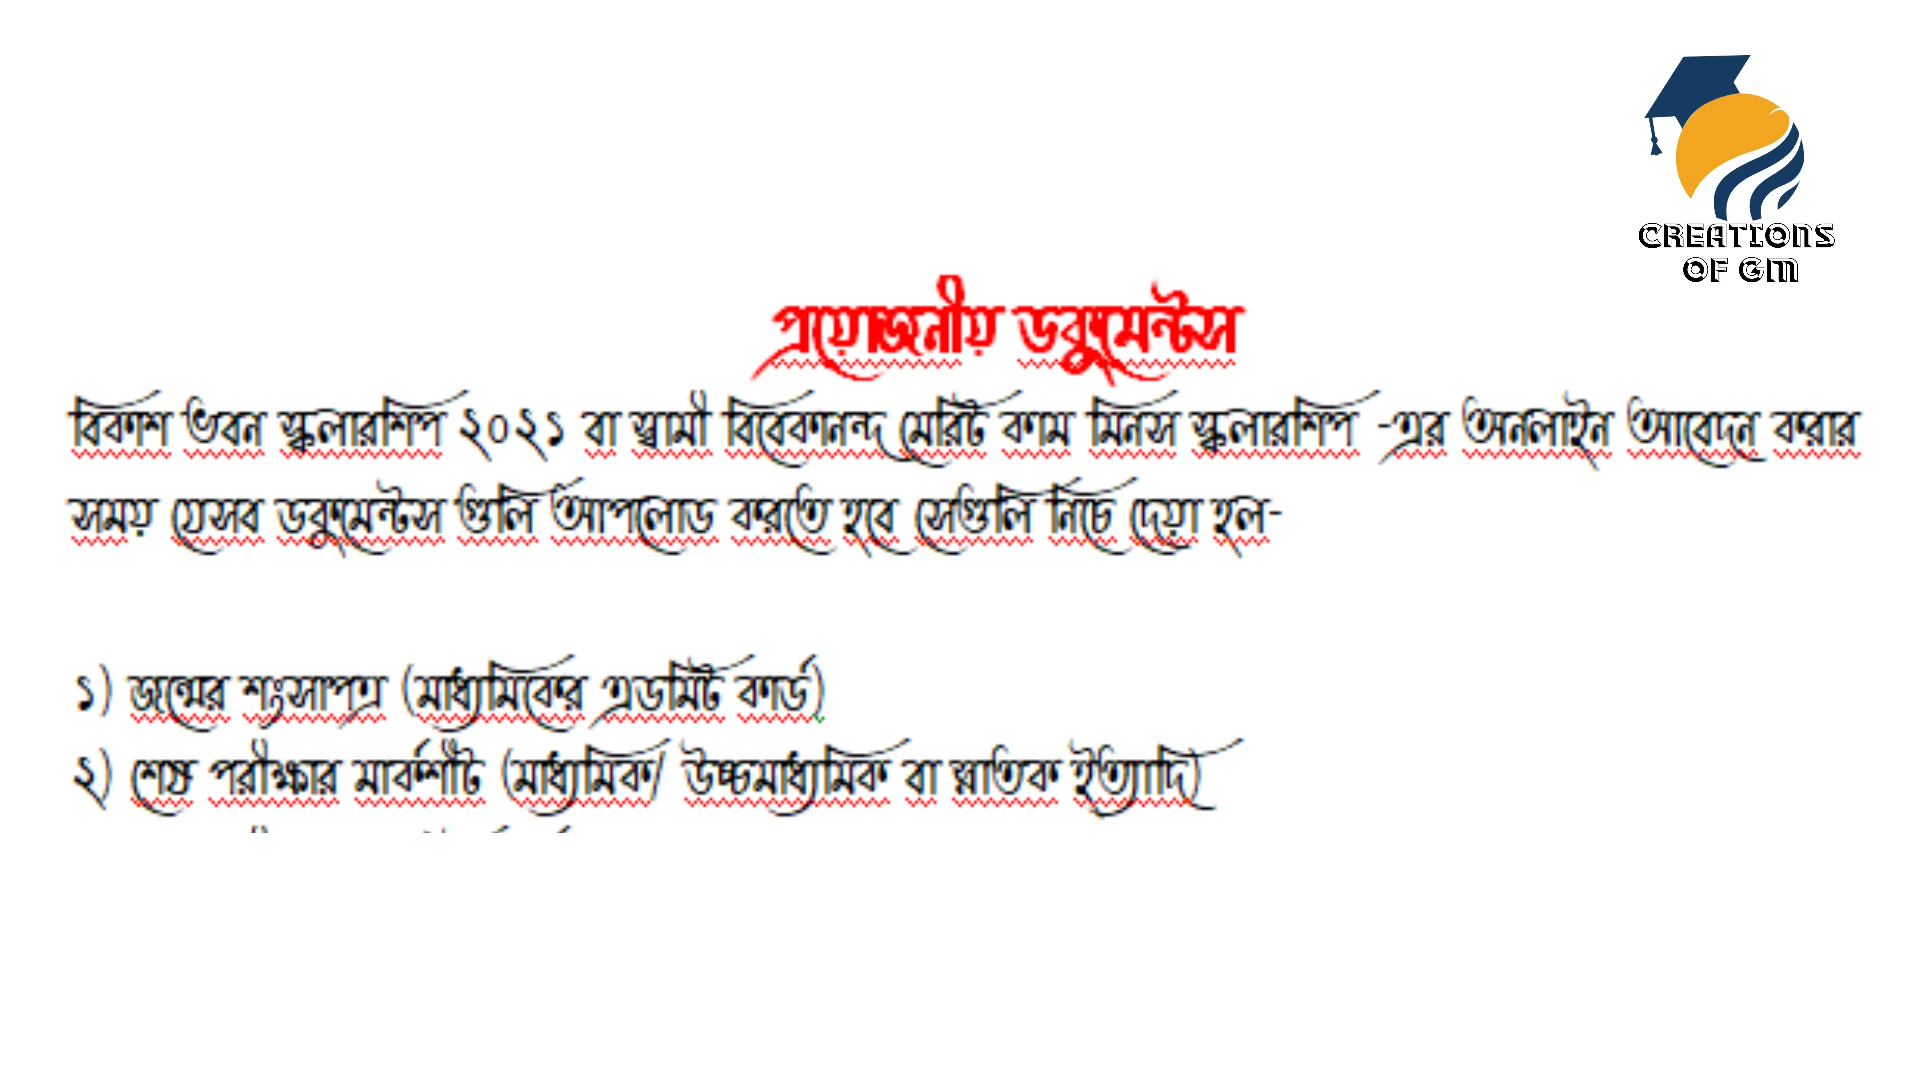 CREATIONS
OF GM
প্রয়োজনীয় ডকুমেন্টস
বিকাশ ভবন স্কলারশিপ ২০২১ বা স্বামী বিবেকানন্দ মেরিট কাম মিনস স্কলারশিপ -এর অনলাইন আবেদন করার
সময় যেসব ডকুমেন্টস গুলি আপলোড করতে হবে সেগুলি নিচে দেয়া হল-
১) জন্মের শংসাপত্র (মাধ্যমিকের এডমিট কার্ড)
২) শেষ পরীক্ষার মার্কশীট (মাধ্যমিক/ উচ্চমাধ্যমিক বা স্নাতক ইত্যাদি)